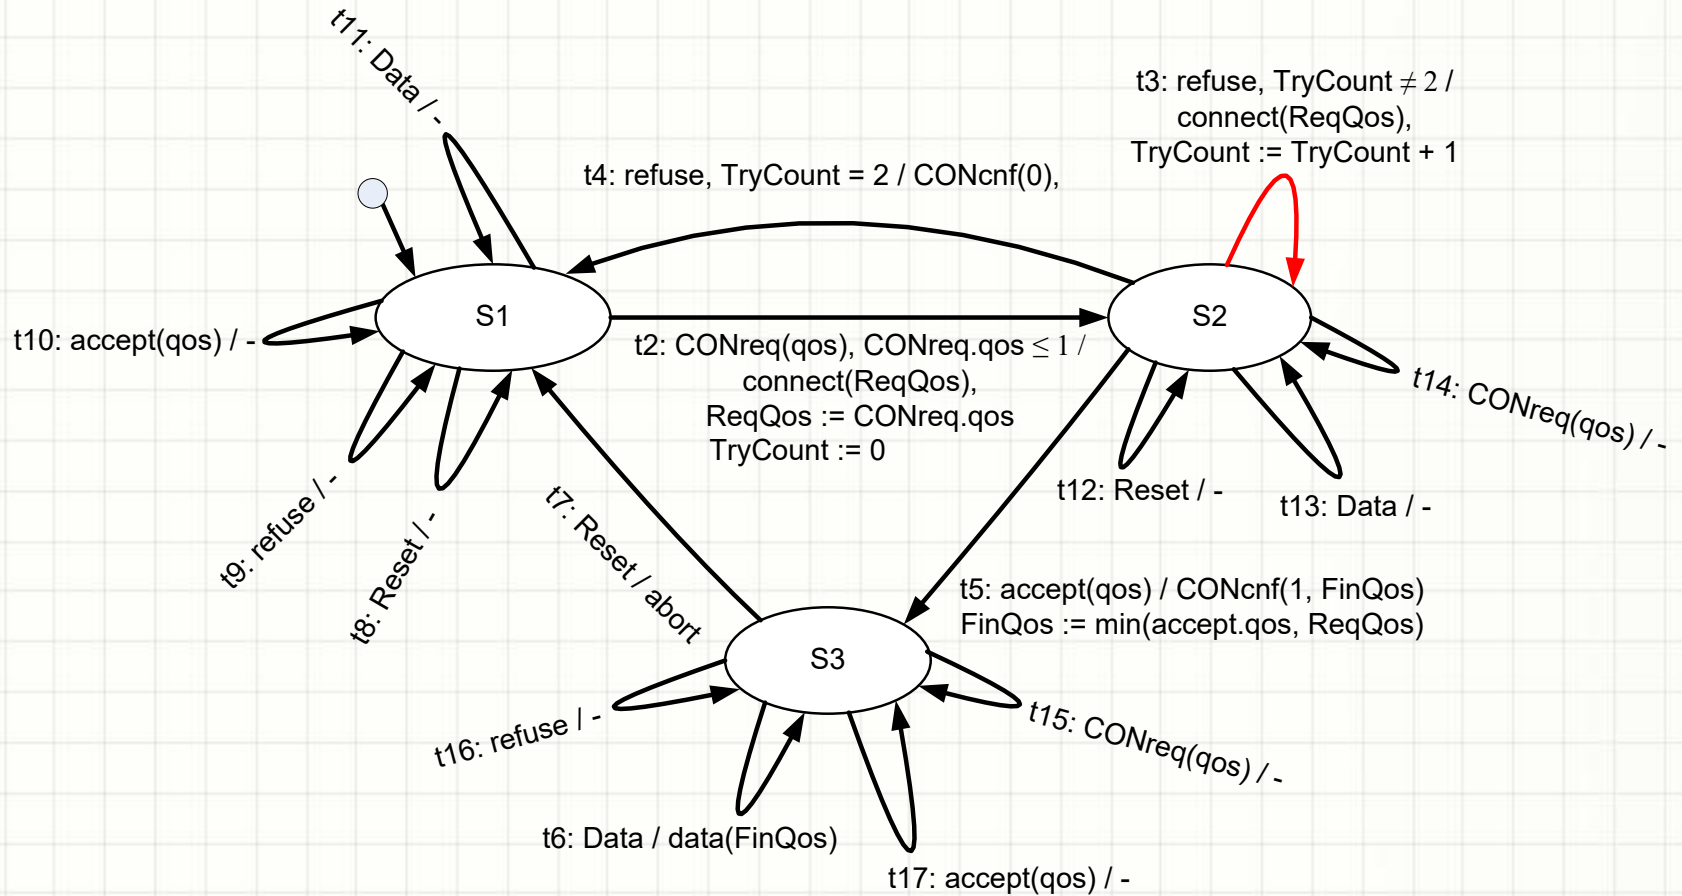 t11: Data / -
t3: refuse, TryCount ≠ 2 /
connect(ReqQos),
TryCount := TryCount + 1
t4: refuse, TryCount = 2 / CONcnf(0),
S1
S2
t10: accept(qos) / -
t2: CONreq(qos), CONreq.qos ≤ 1 /
connect(ReqQos),
ReqQos := CONreq.qos
TryCount := 0
t14: CONreq(qos) / -
t9: refuse / -
t8: Reset / -
t7: Reset / abort
t12: Reset / -
t13: Data / -
t5: accept(qos) / CONcnf(1, FinQos)
FinQos := min(accept.qos, ReqQos)
S3
t16: refuse / -
t15: CONreq(qos) / -
t6: Data / data(FinQos)
t17: accept(qos) / -